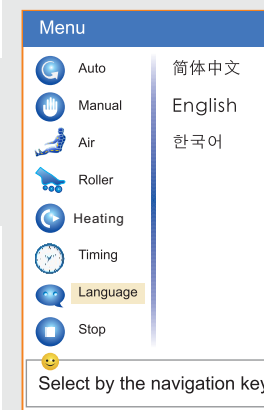 Menu
Auto
Manual
Air
Roller
Heating
Timing
Language
Stop
简体中文
English
한국어
Select by the navigation key